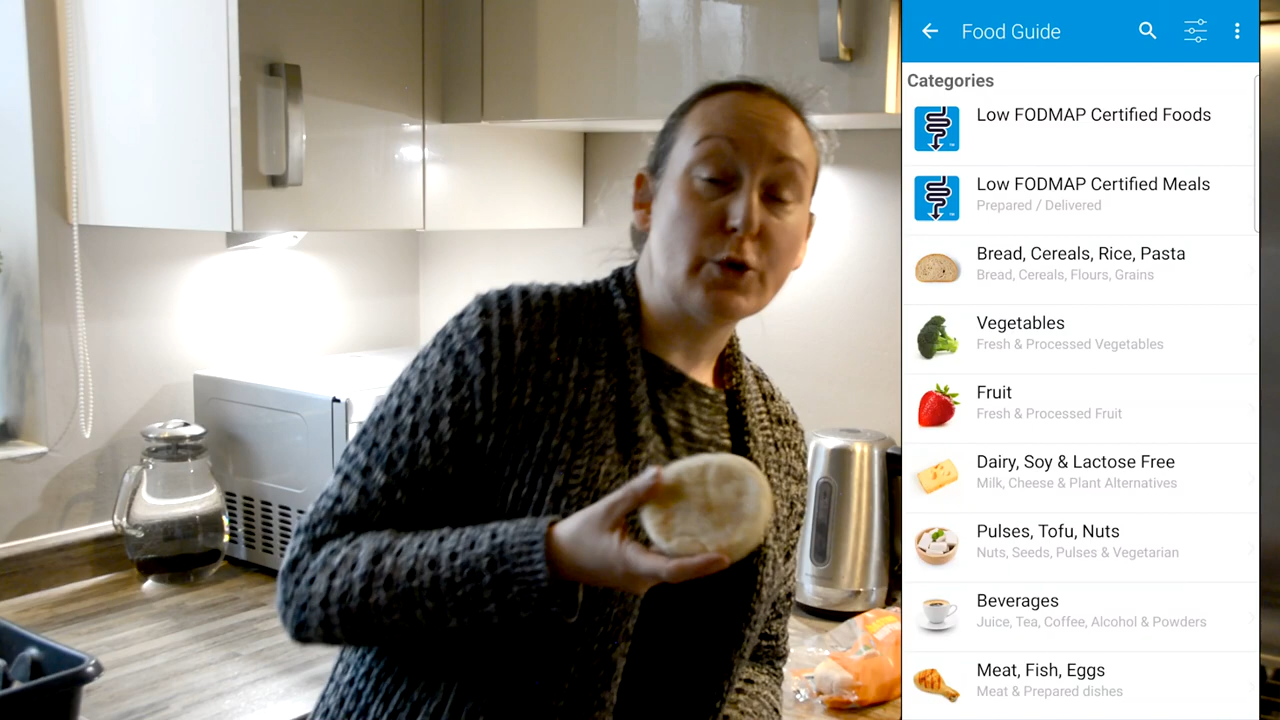 Food Guide
Categories
Low FODMAP Certified Foods
Low FODMAP Certified Meals
Prepared / Delivered
Bread, Cereals, Rice, Pasta
Bread, Cereals, Flours, Grains
Vegetables
Fresh & Processed Vegetables
Fruit
Fresh & Processed Fruit
Dairy, Soy & Lactose Free
Milk, Cheese & Plant Alternatives
Pulses, Tofu, Nuts
Nuts, Seeds, Pulses & Vegetarian
Beverages
Juice, Tea, Coffee, Alcohol & Powders
Meat, Fish, Eggs
Meat & Prepared dishes